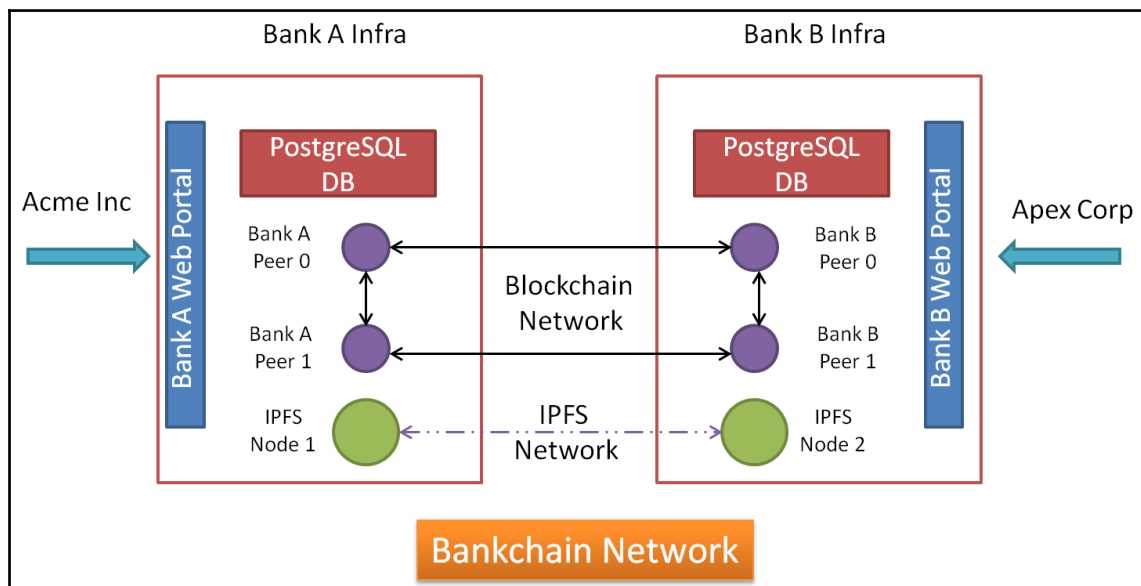 Bank A Infra
Bank B Infra
Acme Inc
Bank A Web Portal
PostgreSQL
DB
Bank A
Peer 0
Bank A
Peer 1
IPFS
Node 1
Blockchain
Network
IPFS
Network
PostgreSQL
DB
Bank B
Peer 0
Bank B
Peer 1
IPFS
Node 2
Bank B Web Portal
Apex Corp
Bankchain Network